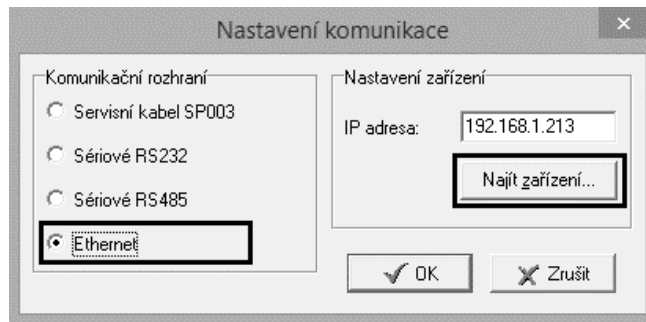 Nastavení komunikace
Komunikační rozhraní
Servisní kabel SP003
Sériové RS232
Sériové RS485
Ethernet
Nastavení zařízení
IP adresa: 192.168.1.213
Najít zařízení...
OK
Zrušit